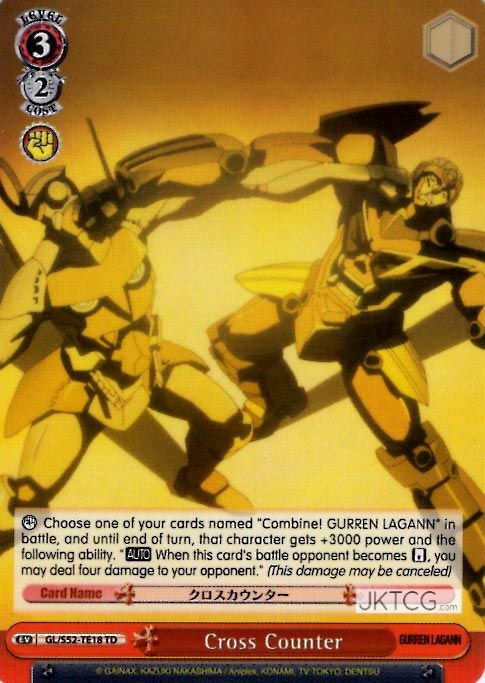 LEVEL
3
2
COST
Choose one of your cards named "Combine! GURREN LAGANN" in
battle, and until end of turn, that character gets +3000 power and the
following ability. "AUTO When this card's battle opponent becomes , you
may deal four damage to your opponent." (This damage may be canceled)
Card Name クロスカウンター
JKTCG.com
EV GL/S52-TE18 TD Cross Counter GURREN LAGANN
© GAINAX, KAZUKI NAKASHIMA / Aniplex, KONAMI, TV TOKYO, DENTSU